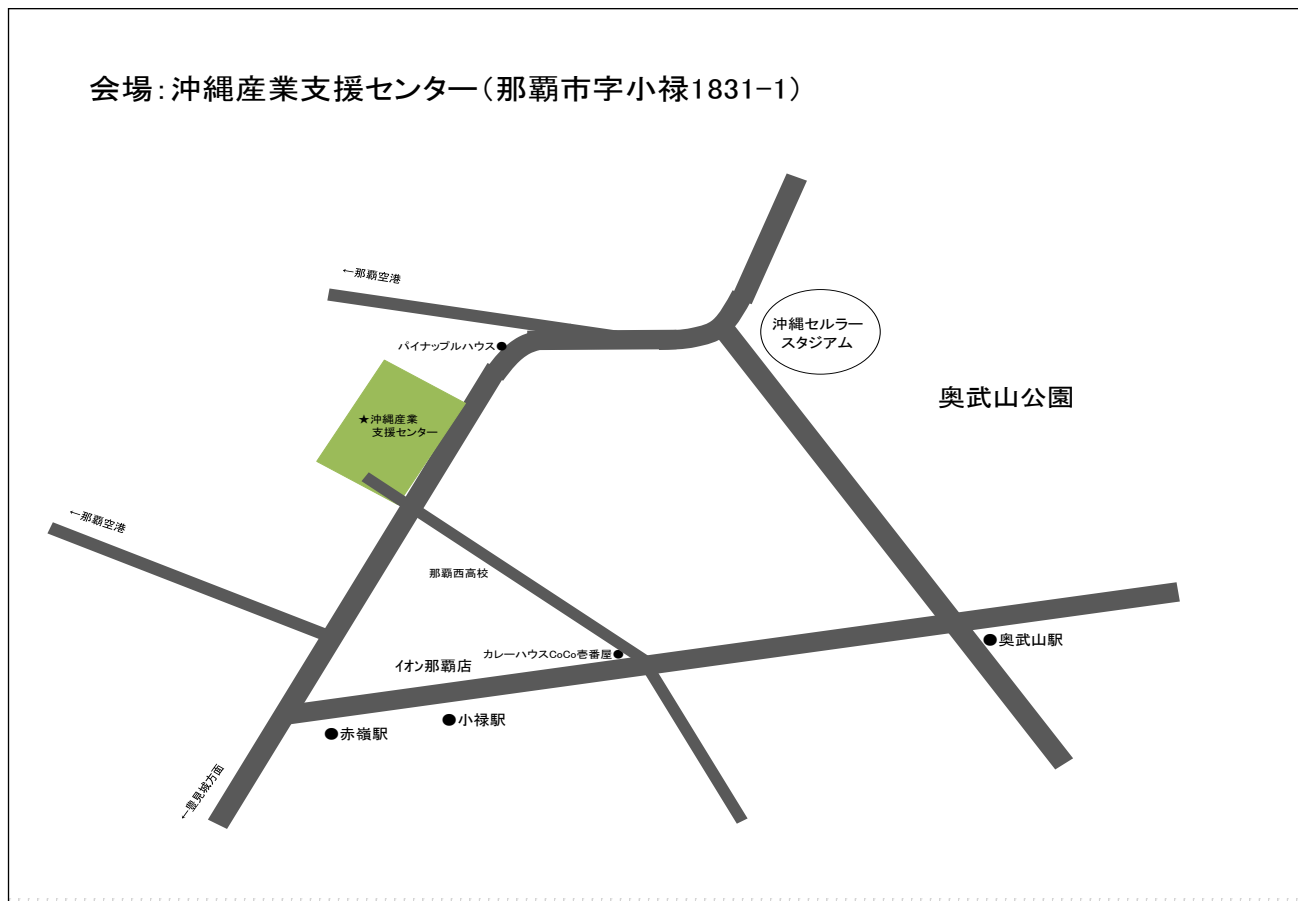 会場：沖縄産業支援センター（那覇市字小禄1831-1）
←那覇空港
沖縄セルラー
スタジアム
パイナップルハウス●
奥武山公園
★沖縄産業
支援センター
←那覇空港
那覇西高校
●奥武山駅
カレーハウスCoCo壱番屋●
イオン那覇店
●小禄駅
●赤嶺駅
←豊見城方面